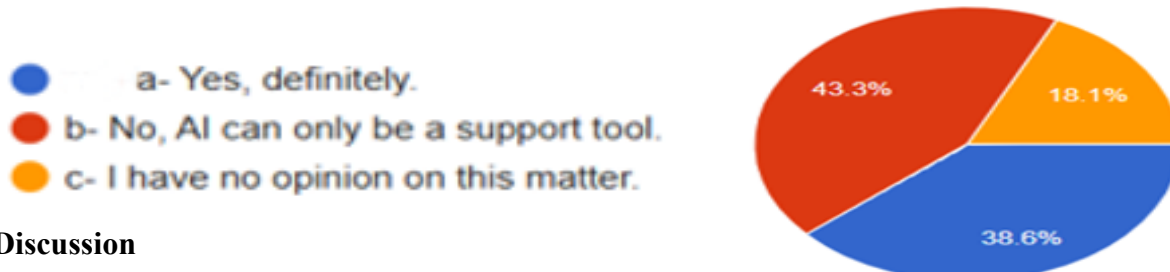 a- Yes, definitely.
b- No, AI can only be a support tool.
c- I have no opinion on this matter.
43.3%
18.1%
38.6%
Discussion